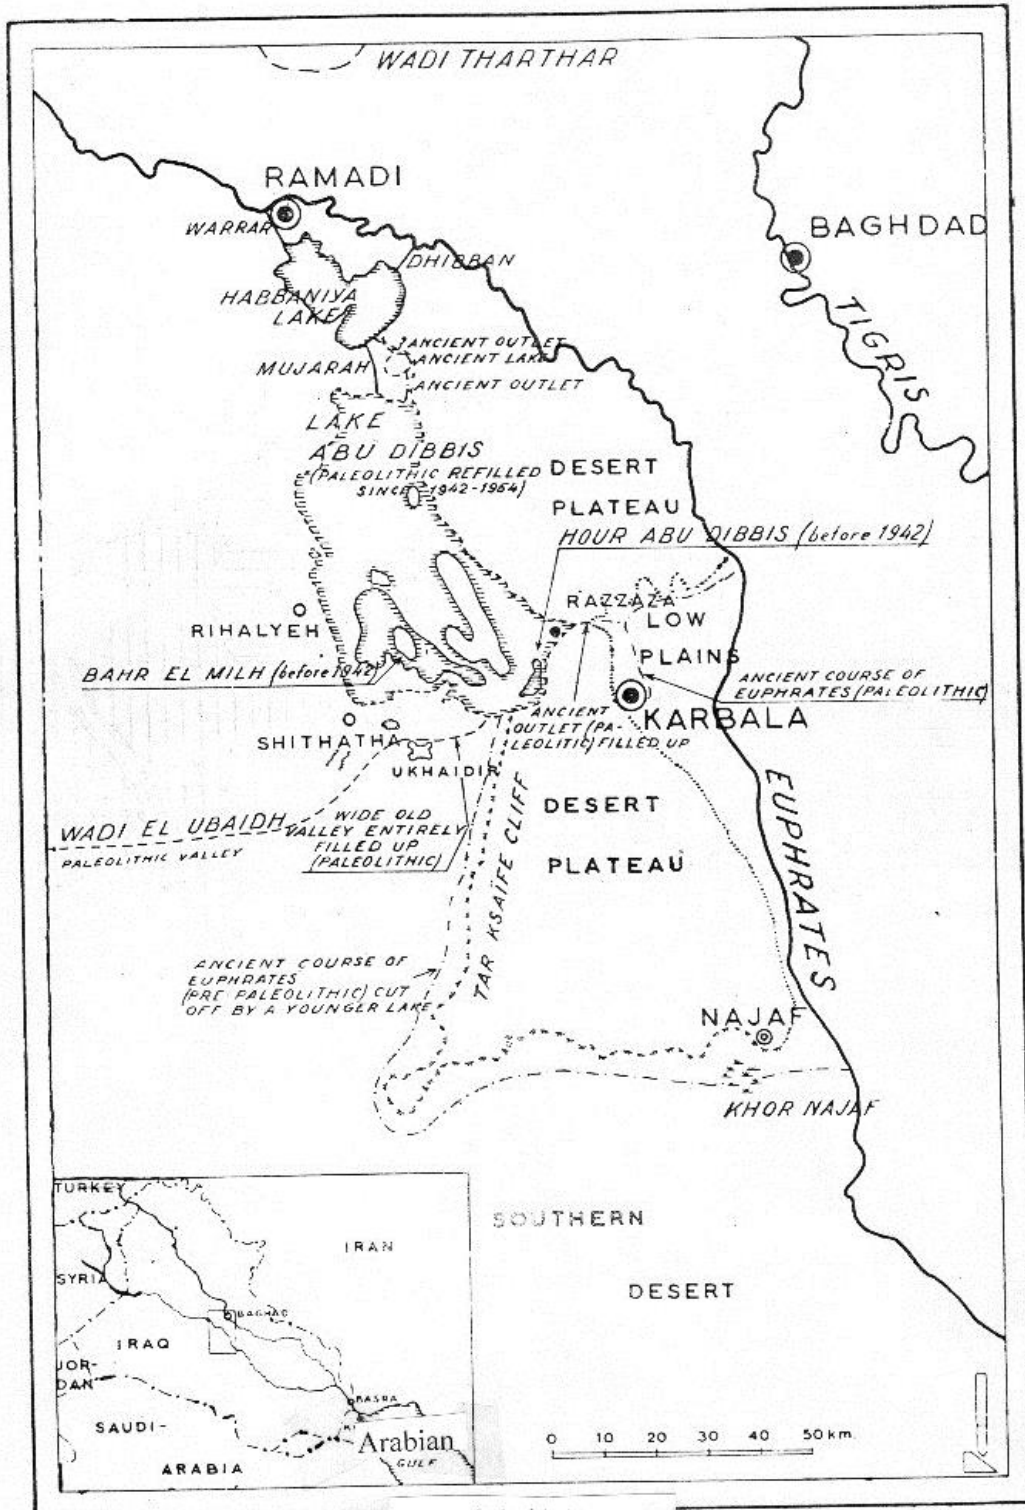 WADI THARTHAR
RAMADI
WARRAR
BAGHDAD
DHIBBAN
HABBANIYA
LAKE
TIGRIS
ANCIENT OUTLET
ANCIENT LAKE
MUJARAH
ANCIENT OUTLET
LAKE
ABU DIBBIS
(PALEOLITHIC REFILLED
SINCE 1942-1954)
DESERT
PLATEAU
HOUR ABU DIBBIS (before 1942)
RAZZAZA
LOW
PLAINS
RIHALYEH
BAHR EL MILH (before 1942)
ANCIENT COURSE OF
EUPHRATES (PALEOLITHIC)
ANCIENT
OUTLET (PA-
LEOLITIC) FILLED UP
KARBALA
SHITHATHA
UKHAIDIR
EUPHRATES
WADI EL UBAIDH
PALEOLITHIC VALLEY
WIDE OLD
VALLEY ENTIRELY
FILLED UP
(PALEOLITHIC)
TAR KSAÏFE CLIFF
DESERT
PLATEAU
ANCIENT COURSE OF
EUPHRATES
(PRE PALEOLITHIC) CUT
OFF BY A YOUNGER LAKE
NAJAF
KHOR NAJAF
SOUTHERN
DESERT
TURKEY
IRAN
SYRIA
BAGHAD
IRAQ
JOR-
DAN
BASRA
SAUDI-
ARABIA
Arabian
GULF
0 10 20 30 40 50 km.